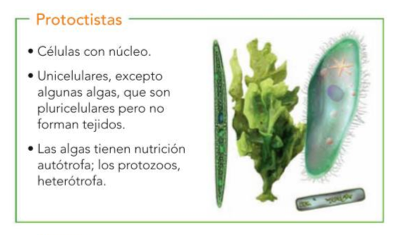 Protoctistas
• Células con núcleo.
• Unicelulares, excepto
algunas algas, que son
pluricelulares pero no
forman tejidos.
• Las algas tienen nutrición
autótrofa; los protozoos,
heterótrofa.